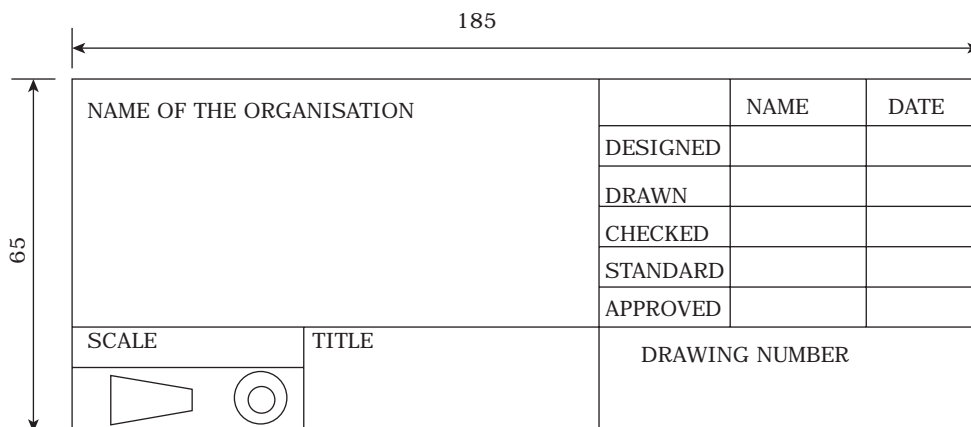 185
65
NAME OF THE ORGANISATION
NAME DATE
DESIGNED
DRAWN
CHECKED
STANDARD
APPROVED
SCALE
TITLE
DRAWING NUMBER